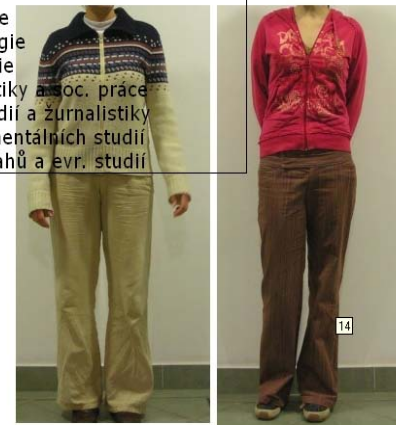 e
gie
ie
tiky a soc. práce
dií a žurnalistiky
mentálních studií
ahů a evr. studií
14